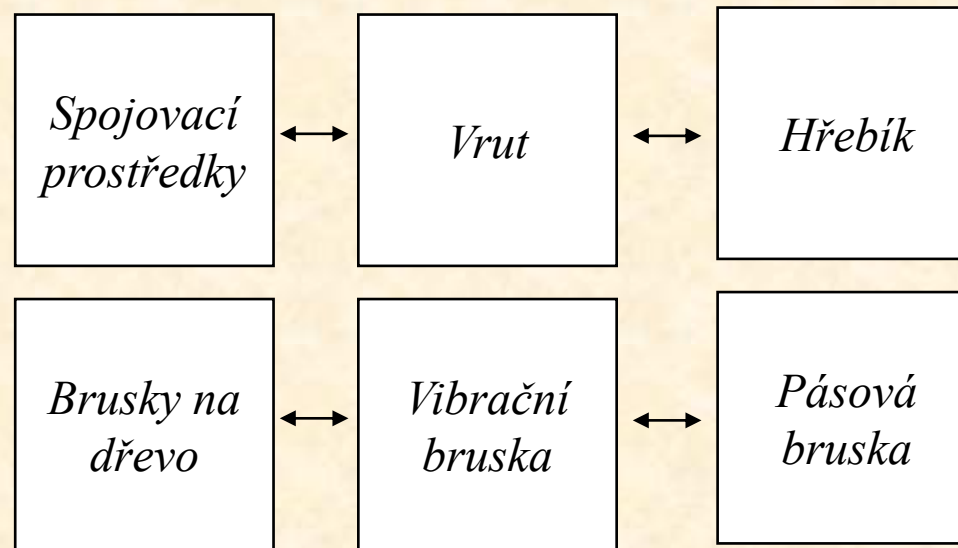 Spojovací
prostředky
Vrut
Hřebík
Brusky na
dřevo
Vibrační
bruska
Pásová
bruska